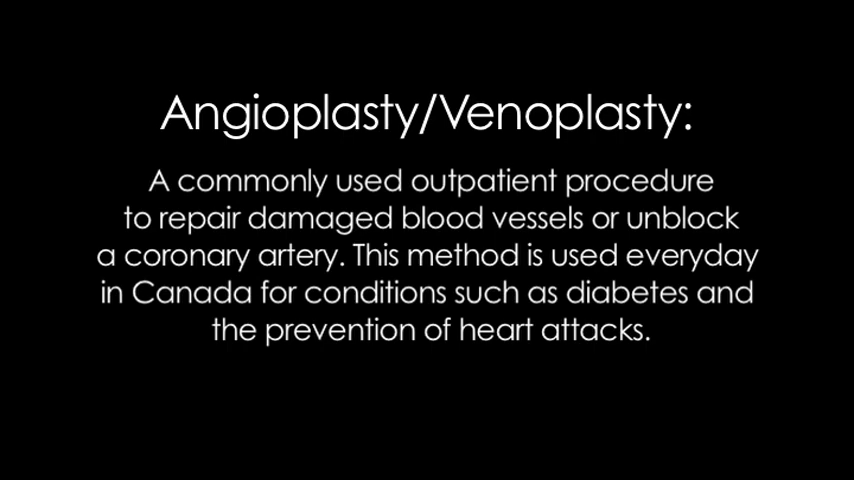 Angioplasty/Venoplasty:
A commonly used outpatient procedure
to repair damaged blood vessels or unblock
a coronary artery. This method is used everyday
in Canada for conditions such as diabetes and
the prevention of heart attacks.